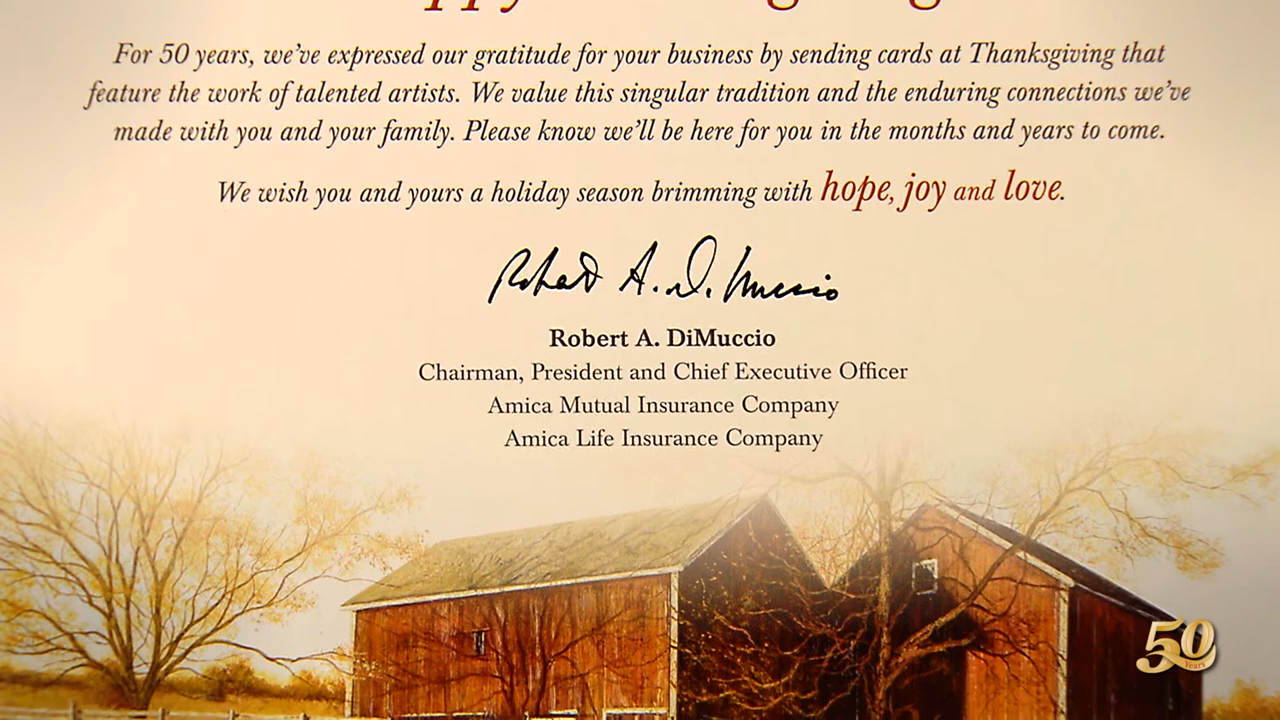 For 50 years, we've expressed our gratitude for your business by sending cards at Thanksgiving that
feature the work of talented artists. We value this singular tradition and the enduring connections we've
made with you and your family. Please know we'll be here for you in the months and years to come.
We wish you and yours a holiday season brimming with hope, joy and love.
Robert A. DiMuccio
Robert A. DiMuccio
Chairman, President and Chief Executive Officer
Amica Mutual Insurance Company
Amica Life Insurance Company
50
Years